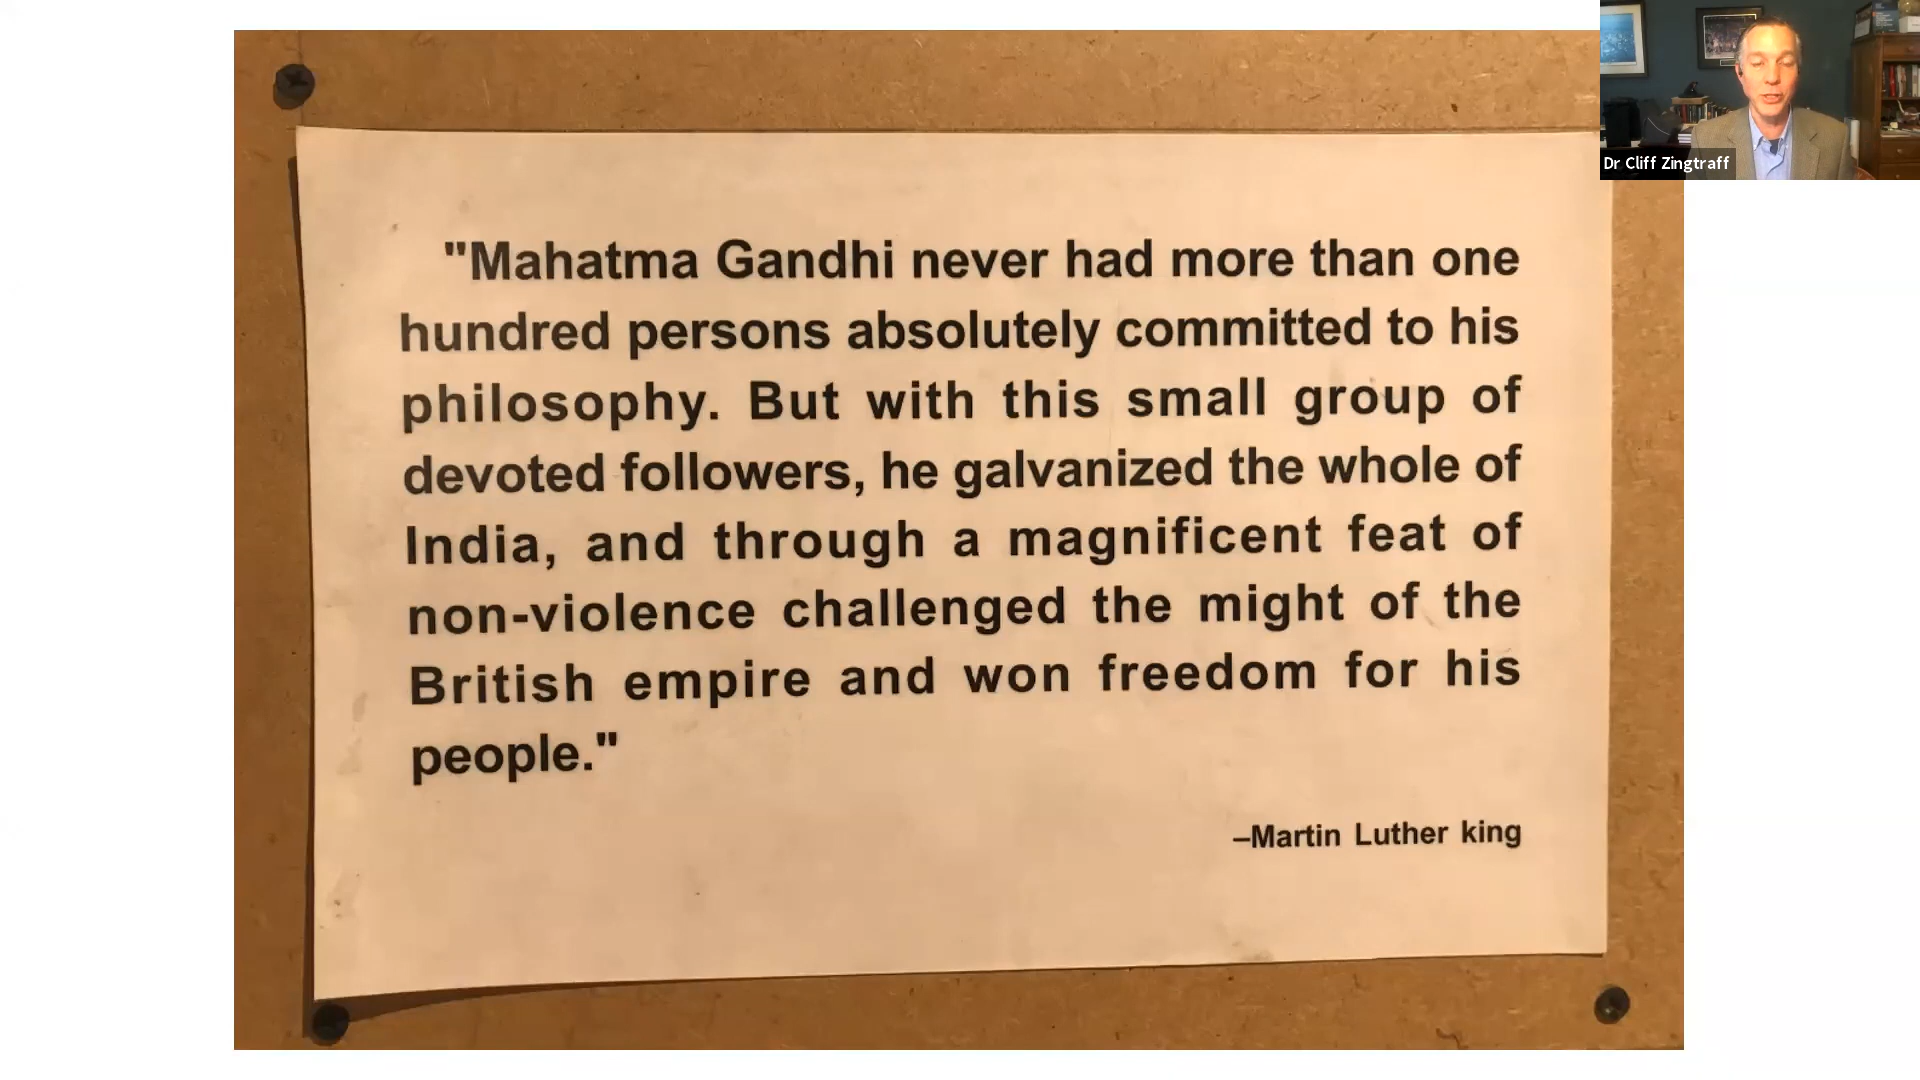 "Mahatma Gandhi never had more than one
hundred persons absolutely committed to his
philosophy. But with this small group of
devoted followers, he galvanized the whole of
India, and through a magnificent feat of
non-violence challenged the might of the
British empire and won freedom for his
people."
–Martin Luther king
Dr Cliff Zingtraff